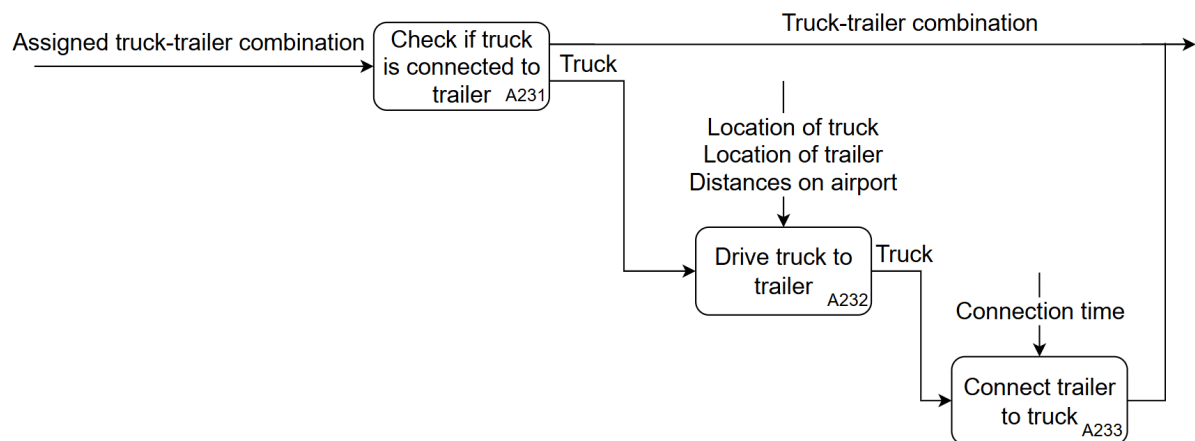 Truck-trailer combination
Assigned truck-trailer combination
Check if truck
is connected to
trailer A231
Truck
Location of truck
Location of trailer
Distances on airport
Drive truck to
trailer
A232
Truck
Connection time
Connect trailer
to truck A233